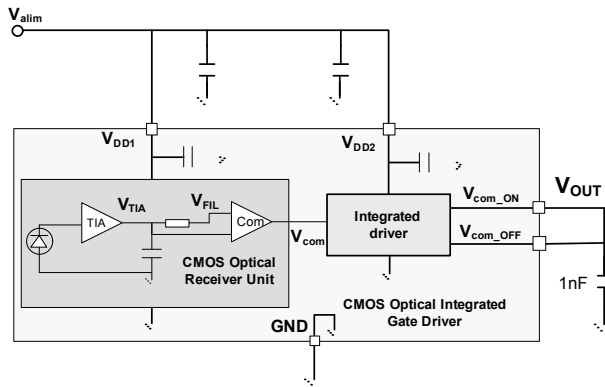 Valim
VDD1
VDD2
VTIA
VFIL
TIA
Com
Vcom
Integrated
driver
Vcom_ON
Vcom_OFF
VOUT
CMOS Optical
Receiver Unit
1nF
CMOS Optical Integrated
Gate Driver
GND